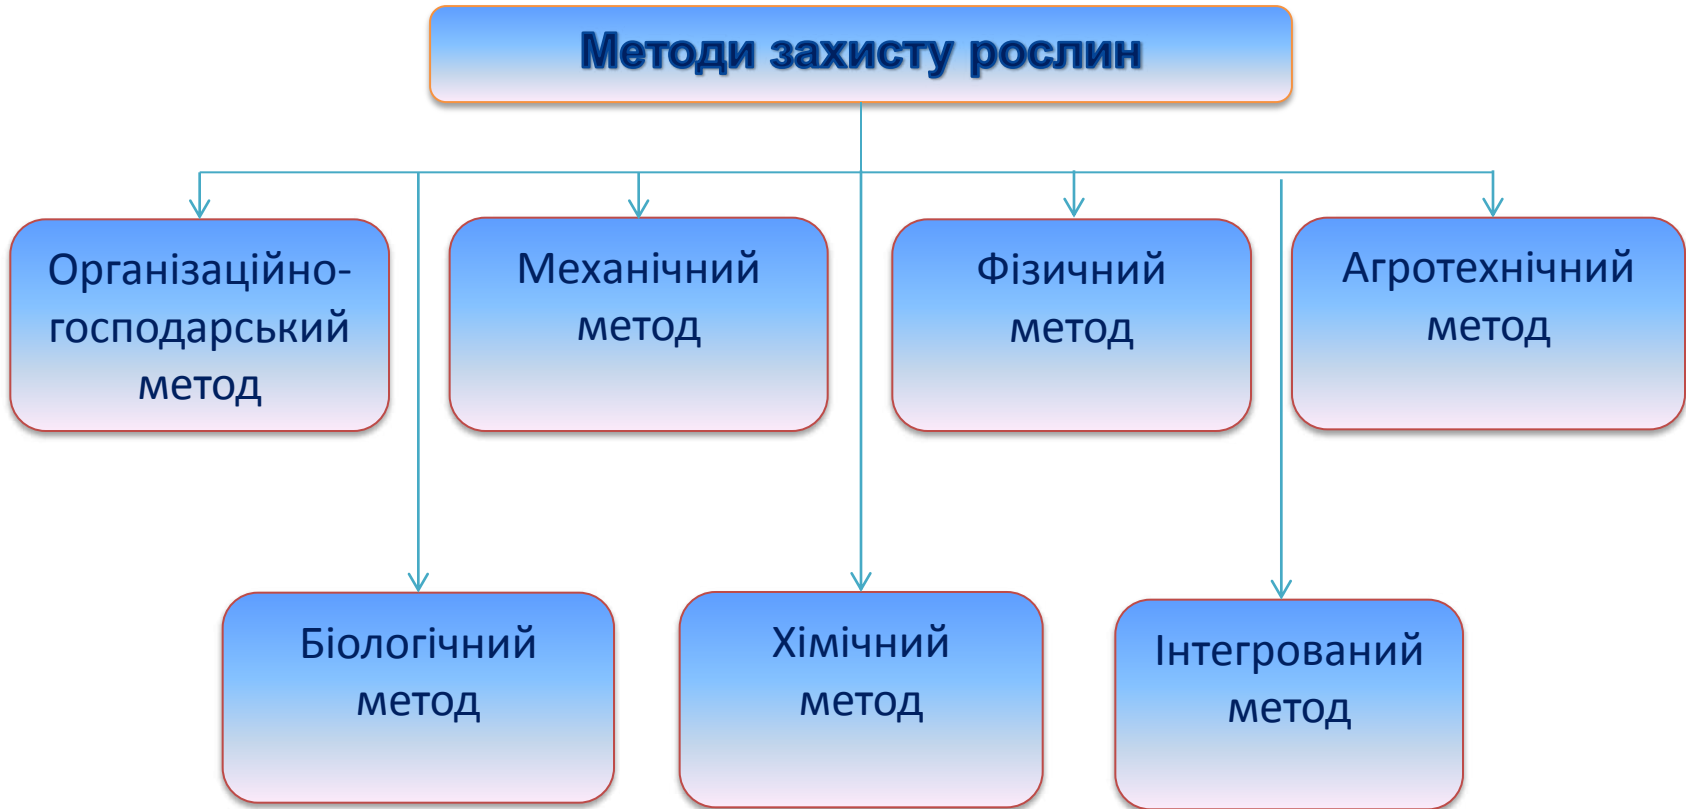 Методи захисту рослин
Організаційно-
господарський
метод
Механічний
метод
Фізичний
метод
Агротехнічний
метод
Біологічний
метод
Хімічний
метод
Інтегрований
метод